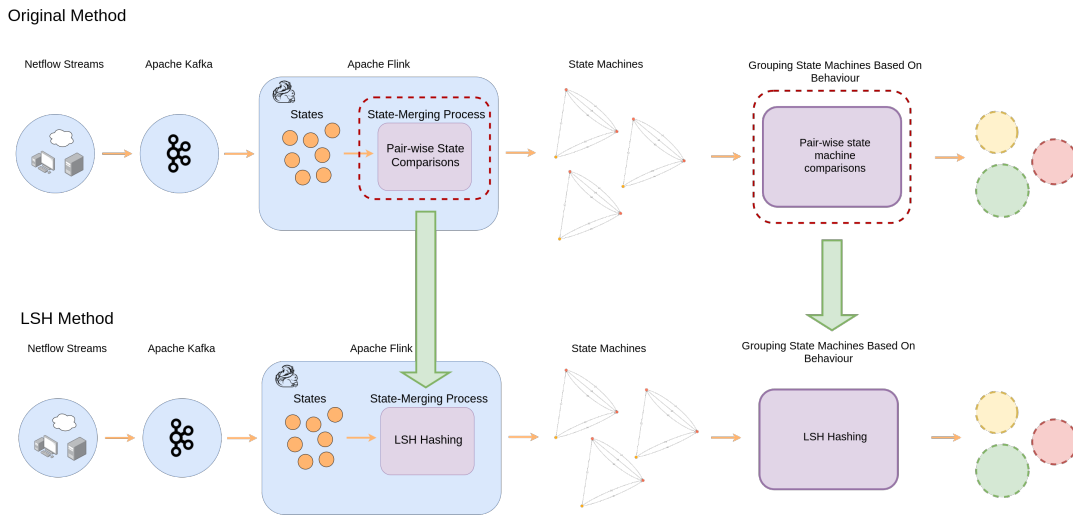 Original Method
Netflow Streams
Apache Kafka
Apache Flink
State Machines
Grouping State Machines Based On
Behaviour
States
State-Merging Process
Pair-wise State
Comparisons
Pair-wise state
machine
comparisons
LSH Method
Netflow Streams
Apache Kafka
Apache Flink
State Machines
Grouping State Machines Based On
Behaviour
States
State-Merging Process
LSH Hashing
LSH Hashing